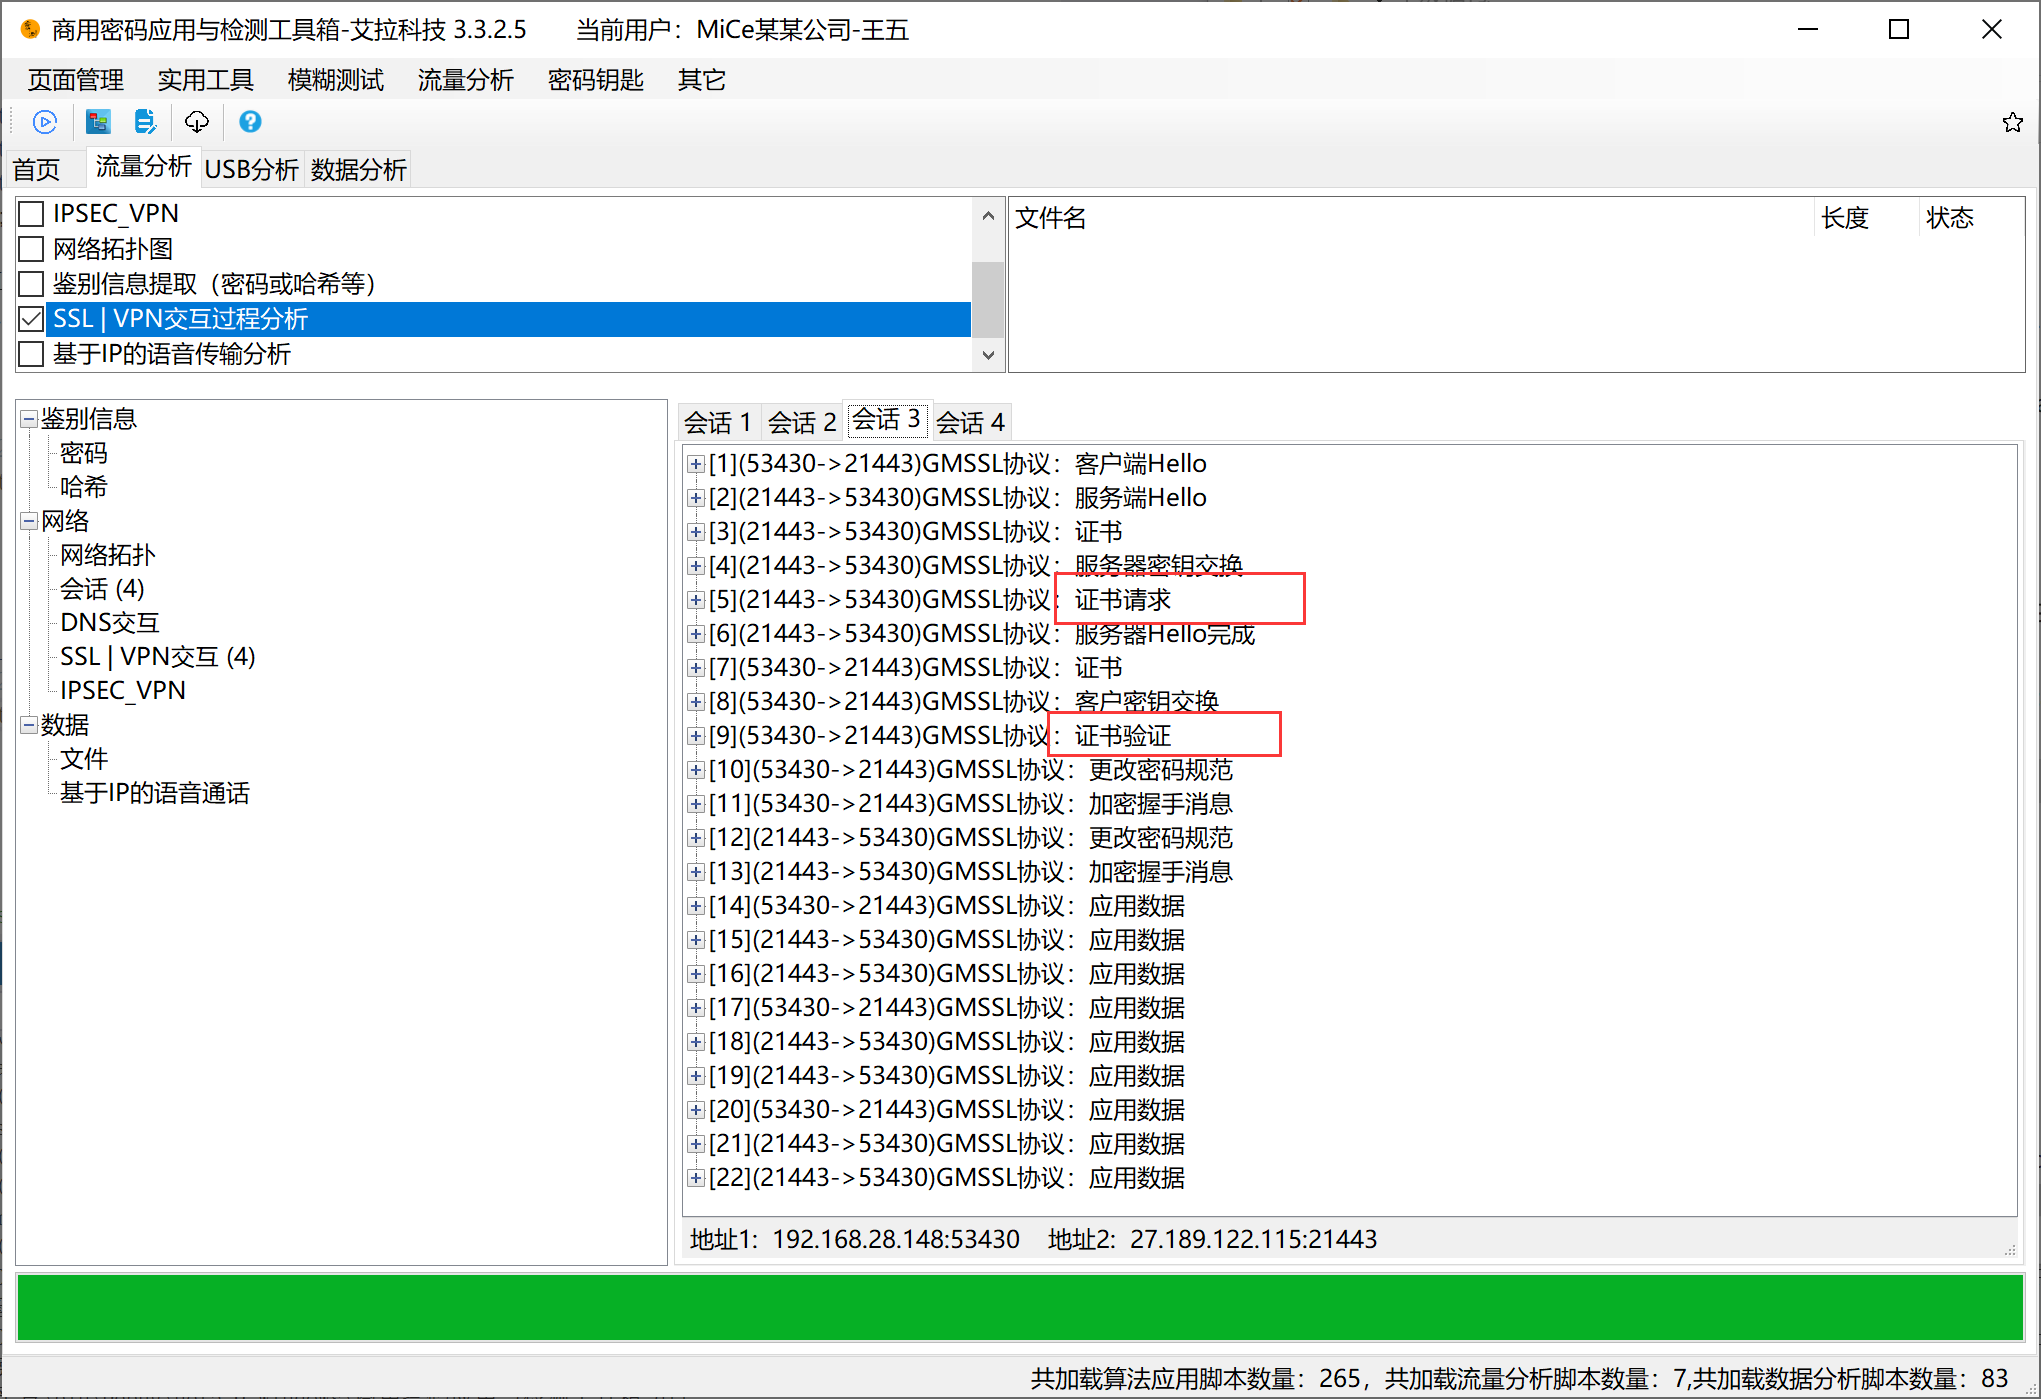 商用密码应用与检测工具箱-艾拉科技 3.3.2.5 当前用户：MiCe某某公司-王五
页面管理 实用工具 模糊测试 流量分析 密码钥匙 其它
首页 流量分析 USB分析 数据分析
IPSEC_VPN
网络拓扑图
鉴别信息提取（密码或哈希等）
SSL | VPN交互过程分析
基于IP的语音传输分析
文件名 长度 状态
鉴别信息
密码
哈希
网络
网络拓扑
会话 (4)
DNS交互
SSL | VPN交互 (4)
IPSEC_VPN
数据
文件
基于IP的语音通话
会话 1 会话 2 会话 3 会话 4
[1](53430->21443)GMSSL协议：客户端Hello
[2](21443->53430)GMSSL协议：服务端Hello
[3](21443->53430)GMSSL协议：证书
[4](21443->53430)GMSSL协议：服务器密钥交换
[5](21443->53430)GMSSL协议：证书请求
[6](21443->53430)GMSSL协议：服务器Hello完成
[7](53430->21443)GMSSL协议：证书
[8](53430->21443)GMSSL协议：客户密钥交换
[9](53430->21443)GMSSL协议：证书验证
[10](53430->21443)GMSSL协议：更改密码规范
[11](53430->21443)GMSSL协议：加密握手消息
[12](21443->53430)GMSSL协议：更改密码规范
[13](21443->53430)GMSSL协议：加密握手消息
[14](53430->21443)GMSSL协议：应用数据
[15](21443->53430)GMSSL协议：应用数据
[16](21443->53430)GMSSL协议：应用数据
[17](53430->21443)GMSSL协议：应用数据
[18](21443->53430)GMSSL协议：应用数据
[19](21443->53430)GMSSL协议：应用数据
[20](53430->21443)GMSSL协议：应用数据
[21](21443->53430)GMSSL协议：应用数据
[22](21443->53430)GMSSL协议：应用数据
地址1: 192.168.28.148:53430 地址2: 27.189.122.115:21443
共加载算法应用脚本数量：265，共加载流量分析脚本数量：7,共加载数据分析脚本数量：83